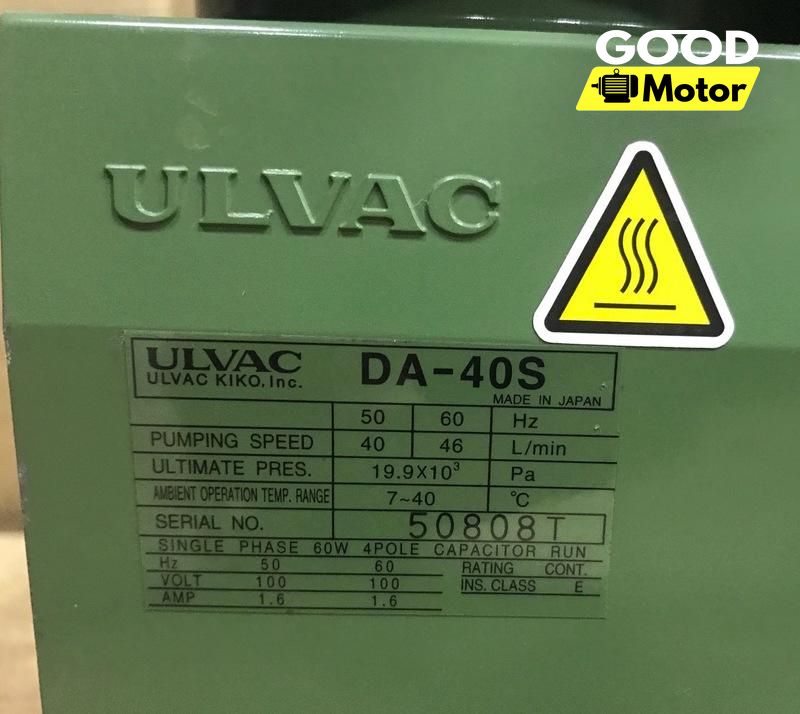 GOOD
Motor
ULVAC
ULVAC DA-40S
ULVAC KIKO, Inc.
MADE IN JAPAN
50 60 Hz
PUMPING SPEED 40 46 L/min
ULTIMATE PRES. 19.9X10³ Pa
AMBIENT OPERATION TEMP. RANGE 7~40 ℃
SERIAL NO. 50808T
SINGLE PHASE 60W 4POLE CAPACITOR RUN
Hz 50 60 RATING CONT.
VOLT 100 100 INS. CLASS E
AMP 1.6 1.6